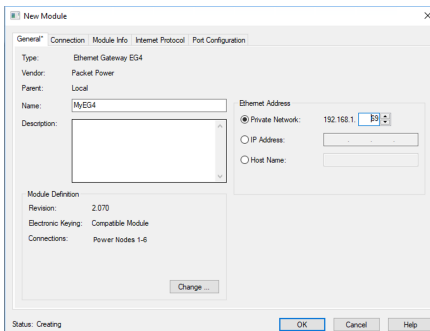 New Module
General* Connection Module Info Internet Protocol Port Configuration
Type: Ethernet Gateway EG4
Vendor: Packet Power
Parent: Local
Name: MyEG4
Description:
Ethernet Address
Private Network: 192.168.1. 69
IP Address: . . .
Host Name:
Module Definition
Revision: 2.070
Electronic Keying: Compatible Module
Connections: Power Nodes 1-6
Change ...
Status: Creating
OK Cancel Help